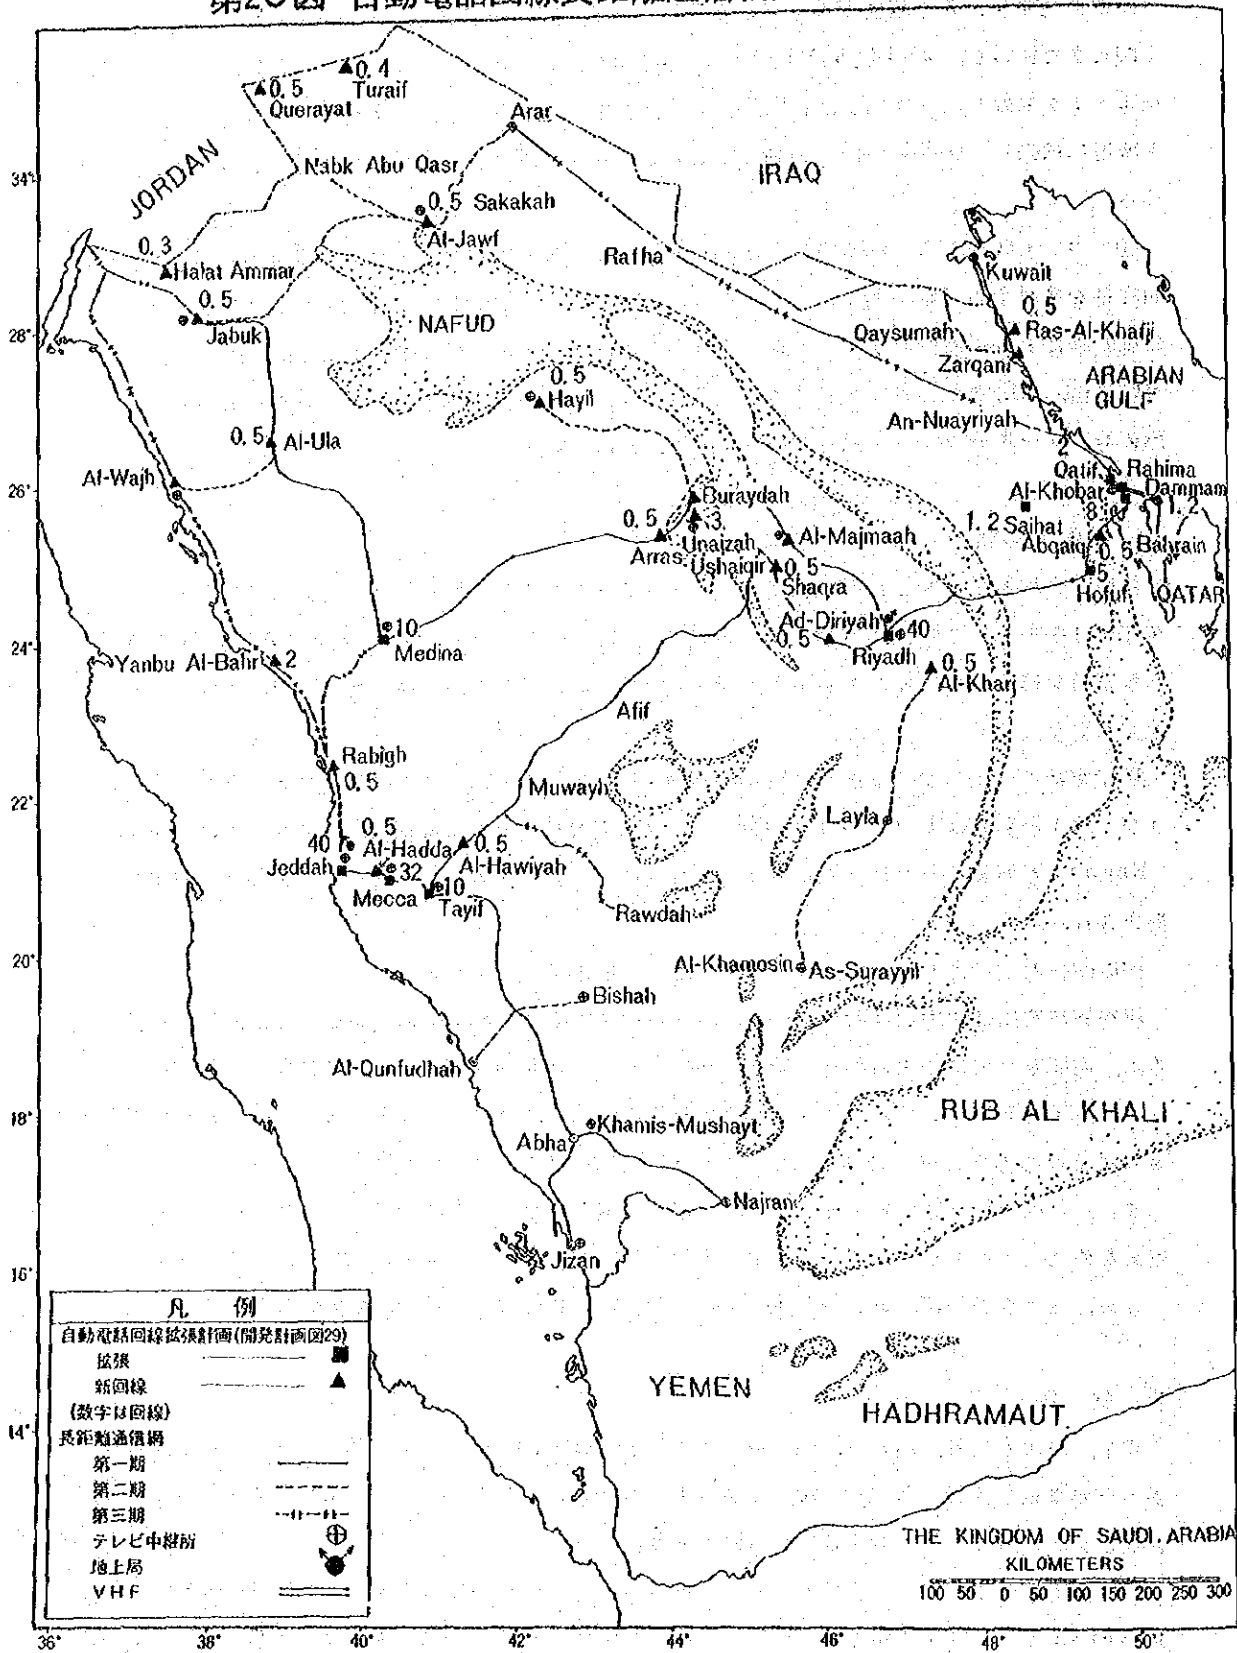 0.4
Turaif
0.5
Querayat
Arar
JORDAN
Nabk Abu Qasr
IRAQ
34°
0.5 Sakakah
Al-Jawf
0.3
Halat Ammar
Rafha
Kuwait
0.5
Jabuk
0.5
Ras-Al-Khafji
28°
NAFUD
Qaysumah
Zarqani
ARABIAN
GULF
0.5
Hayil
An-Nuayriyah
0.5
Al-Ula
2
Qatif
Rahima
Al-Wajh
26°
Buraydah
Al-Khobar
Dammam
8
1.2
0.5
3
Unaizah
Arras
Ushaiqir
Al-Majmaah
1.2 Saihat
Abqaiq
0.5
Bahrain
0.5
Shaqra
5
Hofuf
QATAR
Ad-Diriyah
0.5
40
Riyadh
10
Medina
24°
Yanbu Al-Bahr
2
0.5
Al-Kharj
Afif
Rabigh
0.5
Muwayh
22°
Layla
0.5
40
Al-Hadda
Jeddah
0.5
Al-Hawiyah
32
Mecca
10
Tayif
Rawdah
20°
Al-Khamosin
As-Surayyil
Bishah
Al-Qunfudhah
18°
RUB AL KHALI
Khamis-Mushayt
Abha
Najran
Jizan
16°
凡 例
自動電話回線拡張計画(開発計画図29)
拡張
新回線
(数字は回線)
長距離通信網
第一期
第二期
第三期
テレビ中継所
地上局
VHF
14°
YEMEN
HADHRAMAUT
THE KINGDOM OF SAUDI.ARABIA
KILOMETERS
100 50 0 50 100 150 200 250 300
36° 38° 40° 42° 44° 46° 48° 50°